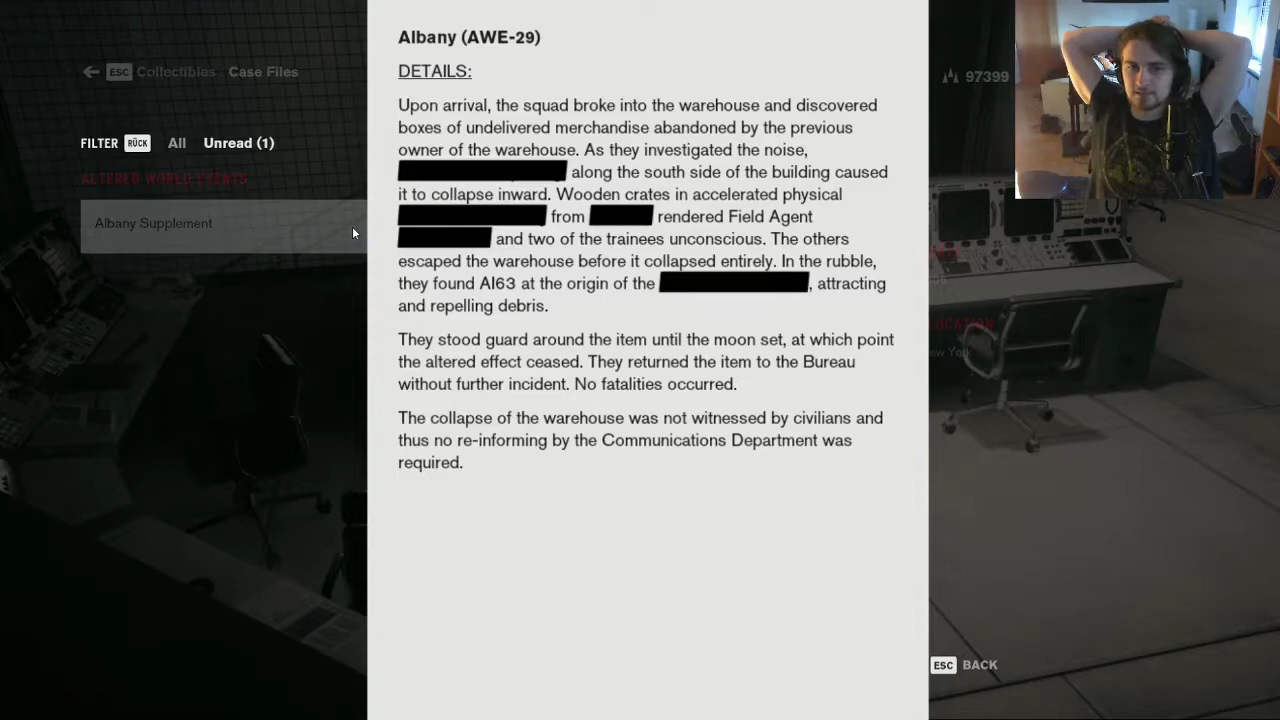 Albany (AWE-29)
← ESC Collectibles Case Files
DETAILS:
97399
Upon arrival, the squad broke into the warehouse and discovered
boxes of undelivered merchandise abandoned by the previous
FILTER RÜCK All Unread (1)
owner of the warehouse. As they investigated the noise,
along the south side of the building caused
ALTERED WORLD EVENTS
it to collapse inward. Wooden crates in accelerated physical
from rendered Field Agent
Albany Supplement
and two of the trainees unconscious. The others
escaped the warehouse before it collapsed entirely. In the rubble,
they found AI63 at the origin of the , attracting
and repelling debris.
They stood guard around the item until the moon set, at which point
the altered effect ceased. They returned the item to the Bureau
without further incident. No fatalities occurred.
The collapse of the warehouse was not witnessed by civilians and
thus no re-informing by the Communications Department was
required.
ESC BACK